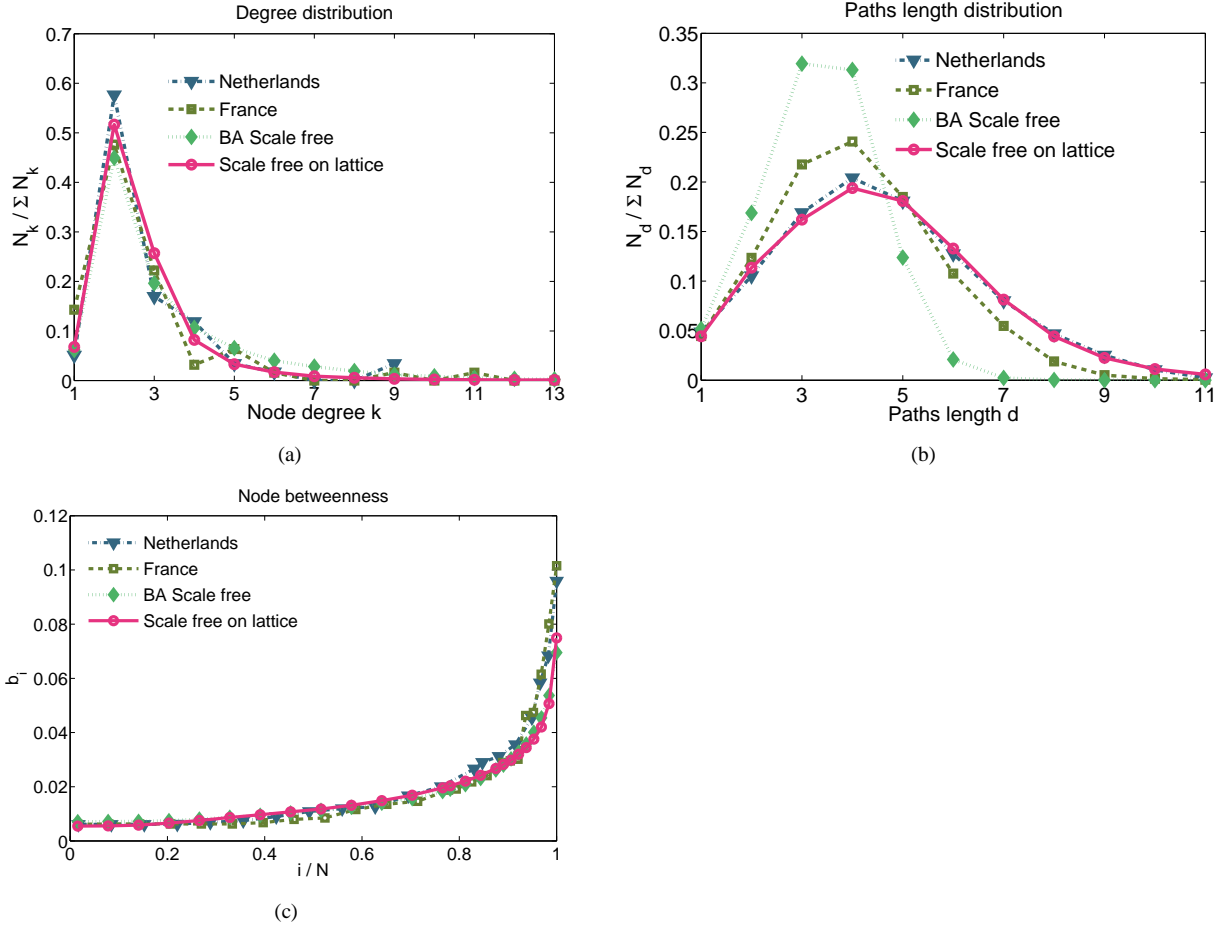 Degree distribution
0.7
0.6
0.5
0.4
0.3
0.2
0.1
0
N_k / Σ N_k
Netherlands
France
BA Scale free
Scale free on lattice
1 3 5 7 9 11 13
Node degree k
(a)
Paths length distribution
0.35
0.3
0.25
0.2
0.15
0.1
0.05
0
N_d / Σ N_d
Netherlands
France
BA Scale free
Scale free on lattice
1 3 5 7 9 11
Paths length d
(b)
Node betweenness
0.12
0.1
0.08
0.06
0.04
0.02
0
b_i
Netherlands
France
BA Scale free
Scale free on lattice
0 0.2 0.4 0.6 0.8 1
i / N
(c)